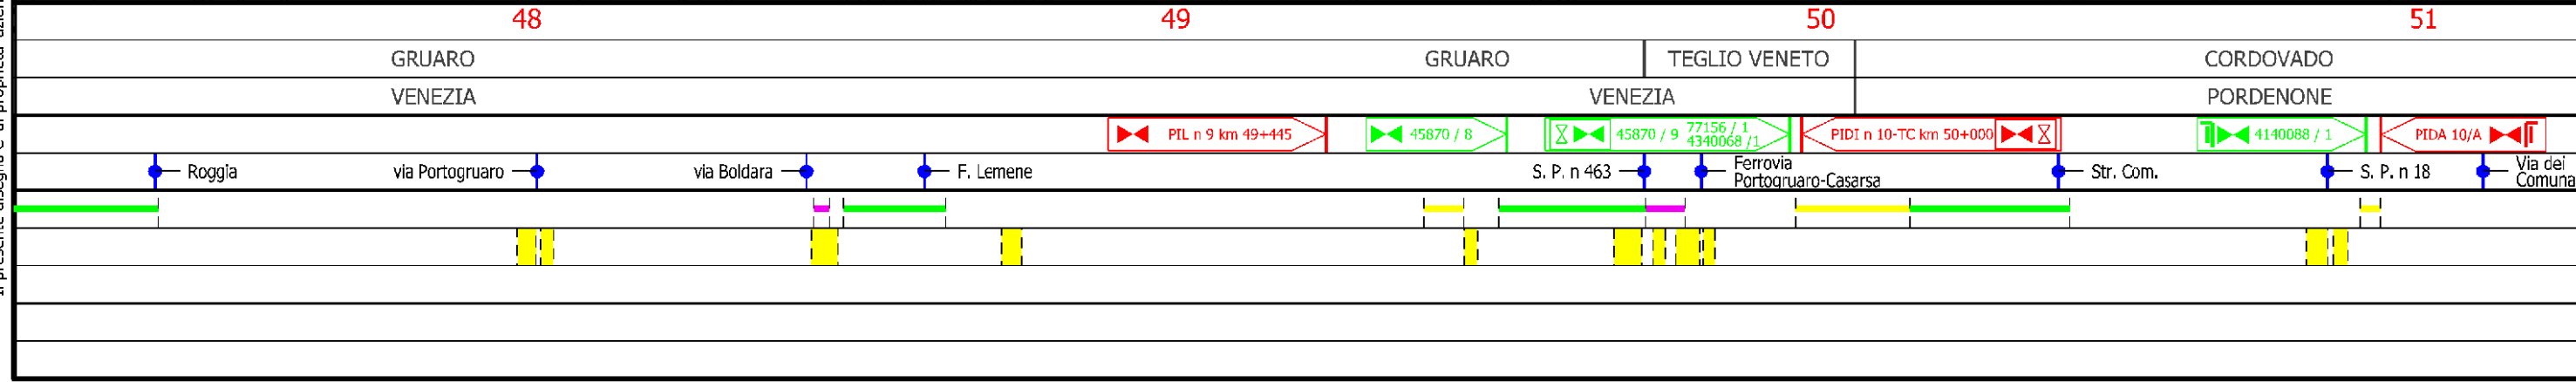 48 49 50 51
GRUARO GRUARO TEGLIO VENETO CORDOVADO
VENEZIA VENEZIA PORDENONE
PIL n 9 km 49+445 45870 / 8 45870 / 9 77156 / 1 PIDI n 10-TC km 50+000 4140088 / 1 PIDA 10/A
4340068 /1
Roggia via Portogruaro via Boldara F. Lemene S. P. n 463 Ferrovia Str. Com. S. P. n 18 Via dei
Portogruaro-Casarsa Comuna